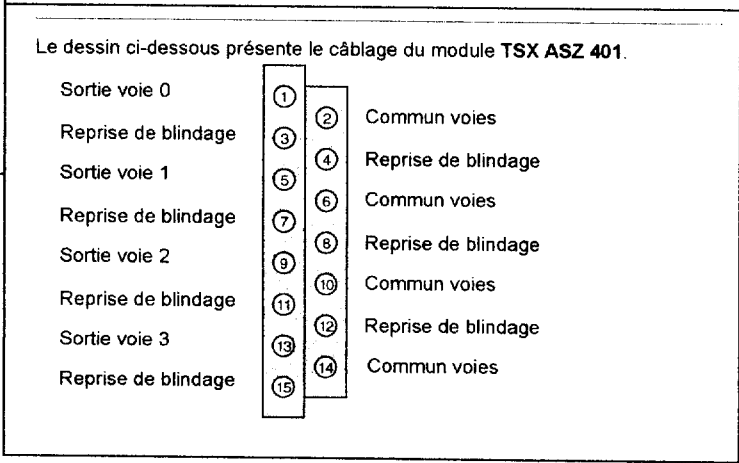 Le dessin ci-dessous présente le câblage du module TSX ASZ 401.
Sortie voie 0
1
2
Commun voies
Reprise de blindage
3
4
Reprise de blindage
Sortie voie 1
5
6
Commun voies
Reprise de blindage
7
8
Reprise de blindage
Sortie voie 2
9
10
Commun voies
Reprise de blindage
11
12
Reprise de blindage
Sortie voie 3
13
14
Commun voies
Reprise de blindage
15